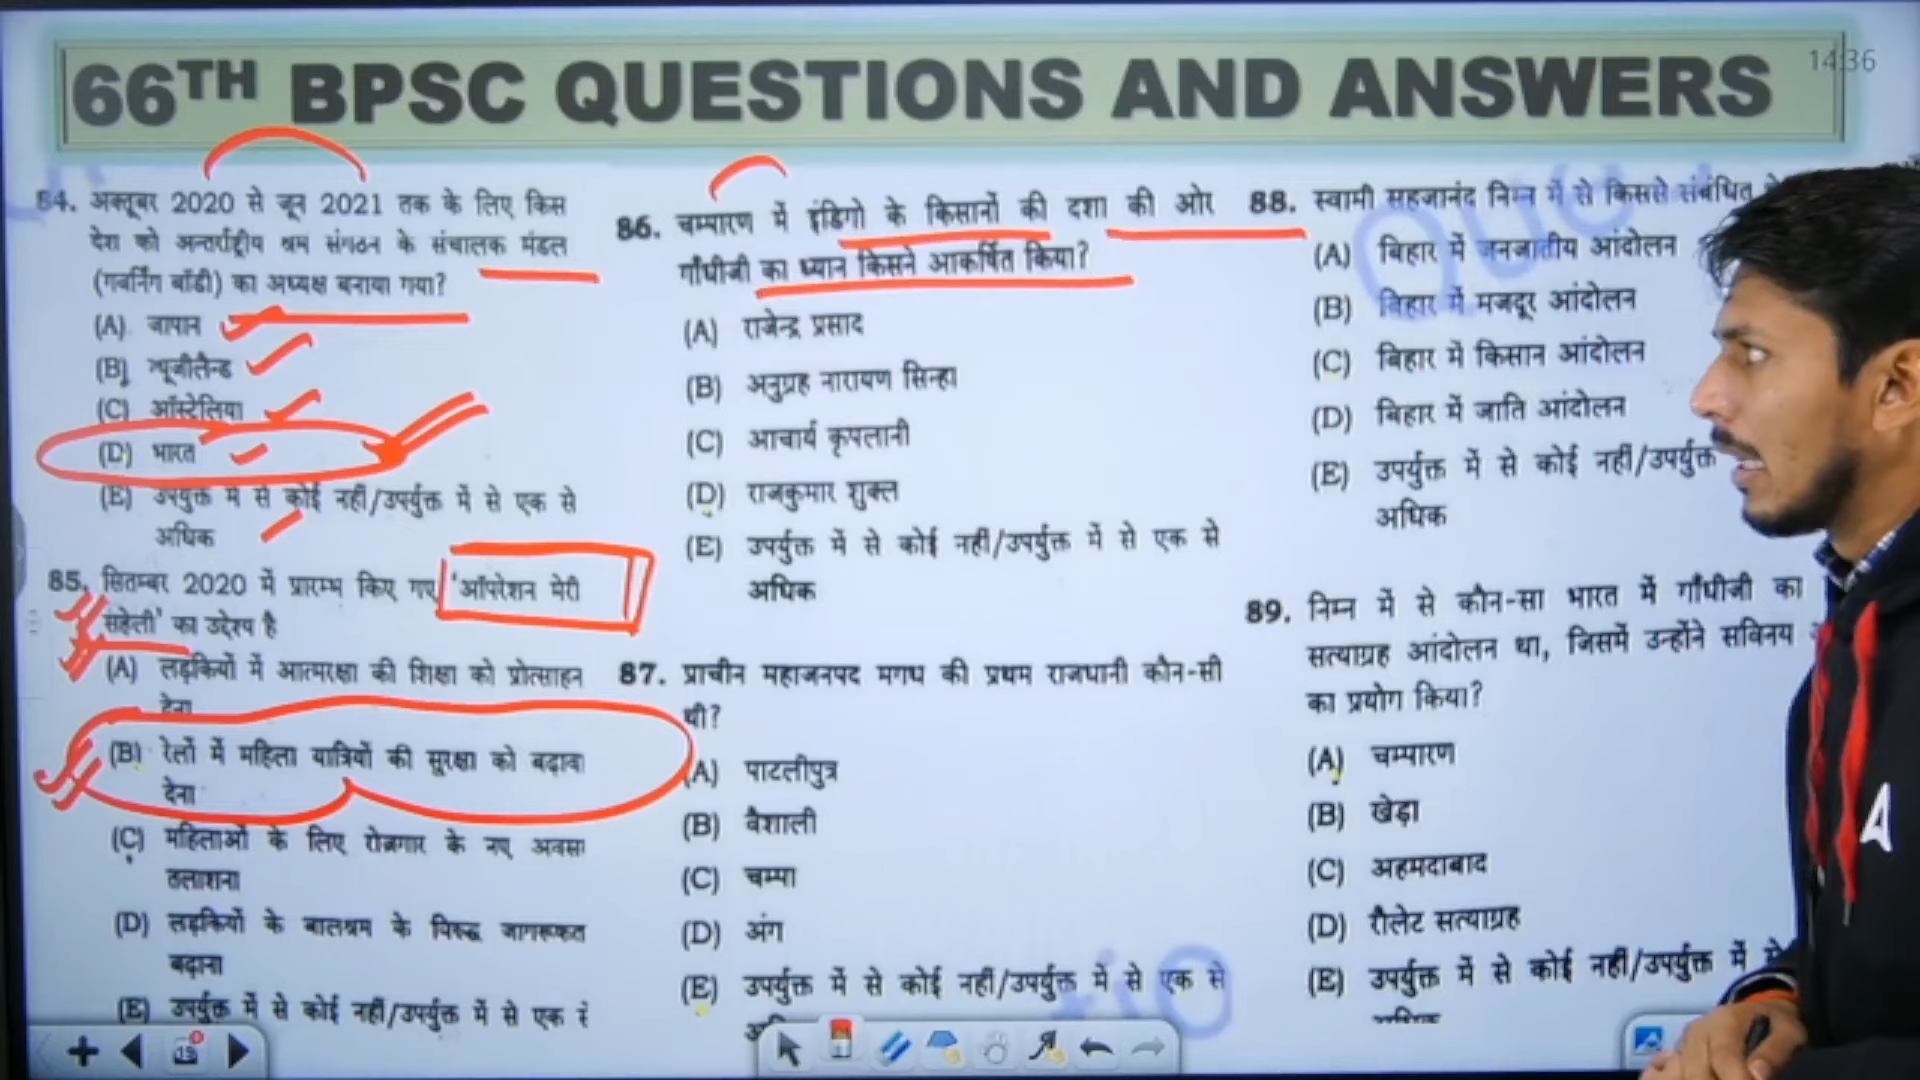 66TH BPSC QUESTIONS AND ANSWERS
14:36
84. अक्तूबर 2020 से जून 2021 तक के लिए किस
देश को अन्तर्राष्ट्रीय श्रम संगठन के संचालक मंडल
(गवर्निंग बॉडी) का अध्यक्ष बनाया गया?
(A) जापान
(B) न्यूजीलैन्ड
(C) ऑस्ट्रेलिया
(D) भारत
(E) उपर्युक्त में से कोई नहीं/उपर्युक्त में से एक से
अधिक
85. सितम्बर 2020 में प्रारम्भ किए गए 'ऑपरेशन मेरी
सहेली' का उद्देश्य है
(A) लड़कियों में आत्मरक्षा की शिक्षा को प्रोत्साहन
देना
(B) रेलों में महिला यात्रियों की सुरक्षा को बढ़ावा
देना
(C) महिलाओं के लिए रोज़गार के नए अवसर
तलाशना
(D) लड़कियों के बालश्रम के विरुद्ध जागरूकता
बढ़ाना
(E) उपर्युक्त में से कोई नहीं/उपर्युक्त में से एक
86. चम्पारण में इंडिगो के किसानों की दशा की ओर
गाँधीजी का ध्यान किसने आकर्षित किया?
(A) राजेन्द्र प्रसाद
(B) अनुग्रह नारायण सिन्हा
(C) आचार्य कृपलानी
(D) राजकुमार शुक्ल
(E) उपर्युक्त में से कोई नहीं/उपर्युक्त में से एक से
अधिक
87. प्राचीन महाजनपद मगध की प्रथम राजधानी कौन-सी
थी?
(A) पाटलीपुत्र
(B) वैशाली
(C) चम्पा
(D) अंग
(E) उपर्युक्त में से कोई नहीं/उपर्युक्त में से एक से
88. स्वामी सहजानंद निम्न में से किससे संबंधित
(A) बिहार में जनजातीय आंदोलन
(B) बिहार में मजदूर आंदोलन
(C) बिहार में किसान आंदोलन
(D) बिहार में जाति आंदोलन
(E) उपर्युक्त में से कोई नहीं/उपर्युक्त
अधिक
89. निम्न में से कौन-सा भारत में गाँधीजी का
सत्याग्रह आंदोलन था, जिसमें उन्होंने सविनय
का प्रयोग किया?
(A) चम्पारण
(B) खेड़ा
(C) अहमदाबाद
(D) रौलेट सत्याग्रह
(E) उपर्युक्त में से कोई नहीं/उपर्युक्त में